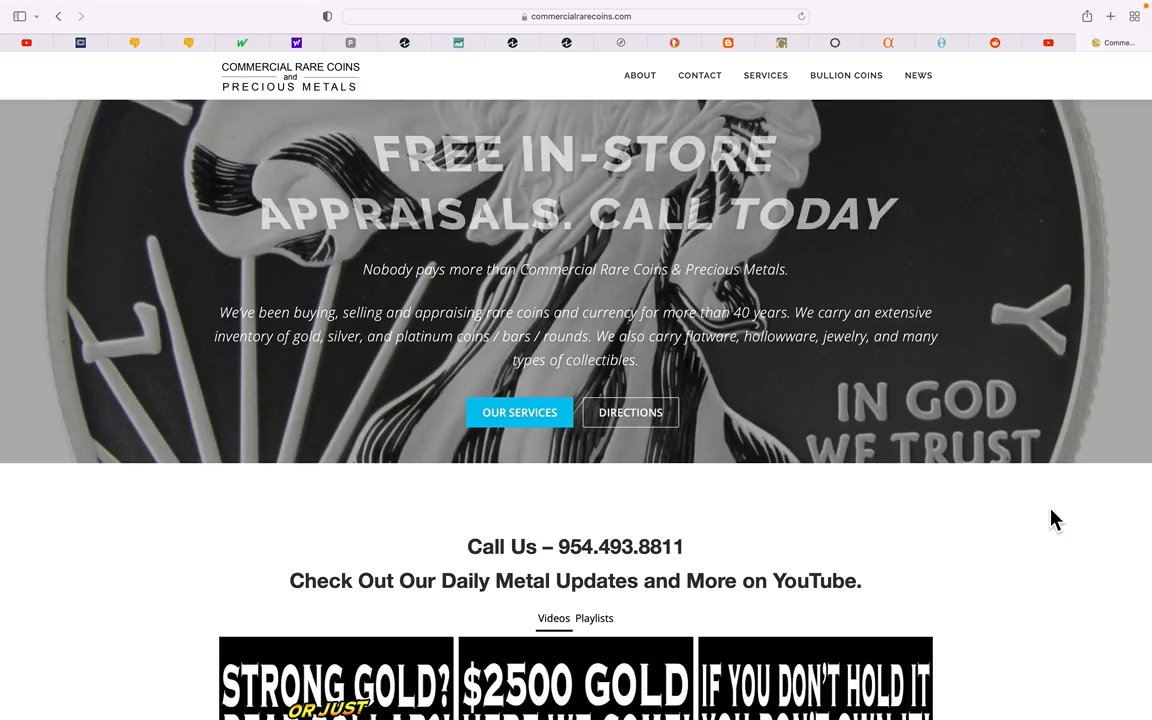 commercialrarecoins.com
Comme...
COMMERCIAL RARE COINS
and
PRECIOUS METALS
ABOUT CONTACT SERVICES BULLION COINS NEWS
FREE IN-STORE
APPRAISALS. CALL TODAY
Nobody pays more than Commercial Rare Coins & Precious Metals.
We've been buying, selling and appraising rare coins and currency for more than 40 years. We carry an extensive
inventory of gold, silver, and platinum coins / bars / rounds. We also carry flatware, hollowware, jewelry, and many
types of collectibles.
OUR SERVICES DIRECTIONS
L
Y
IN GOD
WE TRUST
Call Us – 954.493.8811
Check Out Our Daily Metal Updates and More on YouTube.
Videos Playlists
STRONG GOLD? $2500 GOLD IF YOU DON'T HOLD IT
OR JUST